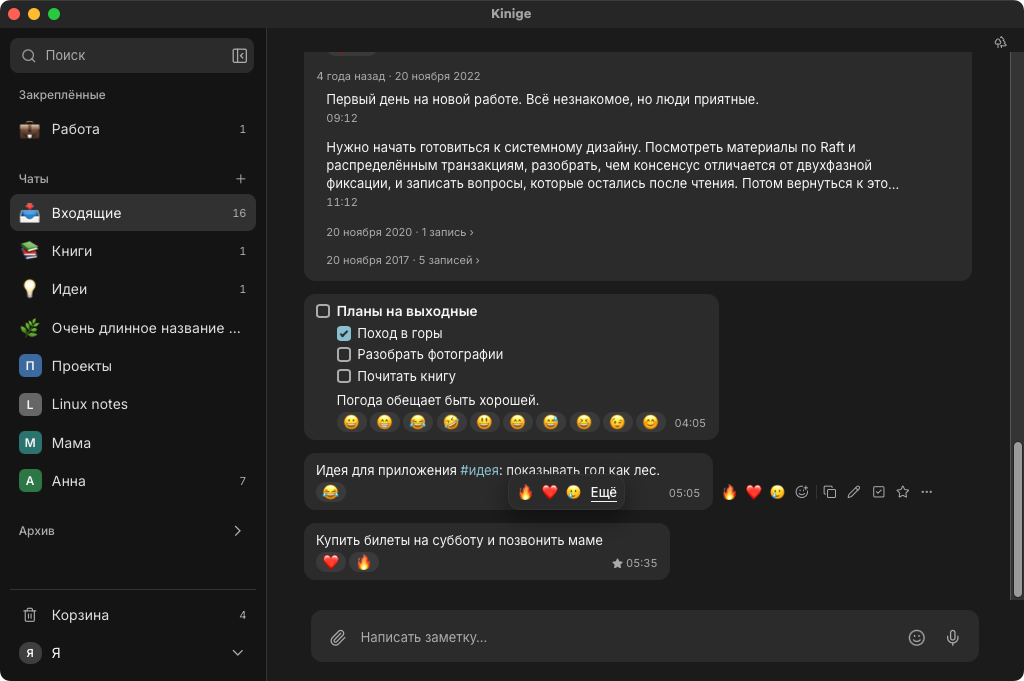 Kinige
Поиск
Закреплённые
Работа 1
Чаты
Входящие 16
Книги 1
Идеи 1
Очень длинное название ...
П Проекты
L Linux notes
М Мама
А Анна 7
Архив
Корзина 4
Я Я
4 года назад · 20 ноября 2022
Первый день на новой работе. Всё незнакомое, но люди приятные.
09:12
Нужно начать готовиться к системному дизайну. Посмотреть материалы по Raft и
распределённым транзакциям, разобрать, чем консенсус отличается от двухфазной
фиксации, и записать вопросы, которые остались после чтения. Потом вернуться к это...
11:12
20 ноября 2020 · 1 запись ›
20 ноября 2017 · 5 записей ›
Планы на выходные
Поход в горы
Разобрать фотографии
Почитать книгу
Погода обещает быть хорошей.
04:05
Идея для приложения #идея: показывать год как лес.
Ещё
05:05
Купить билеты на субботу и позвонить маме
05:35
Написать заметку...